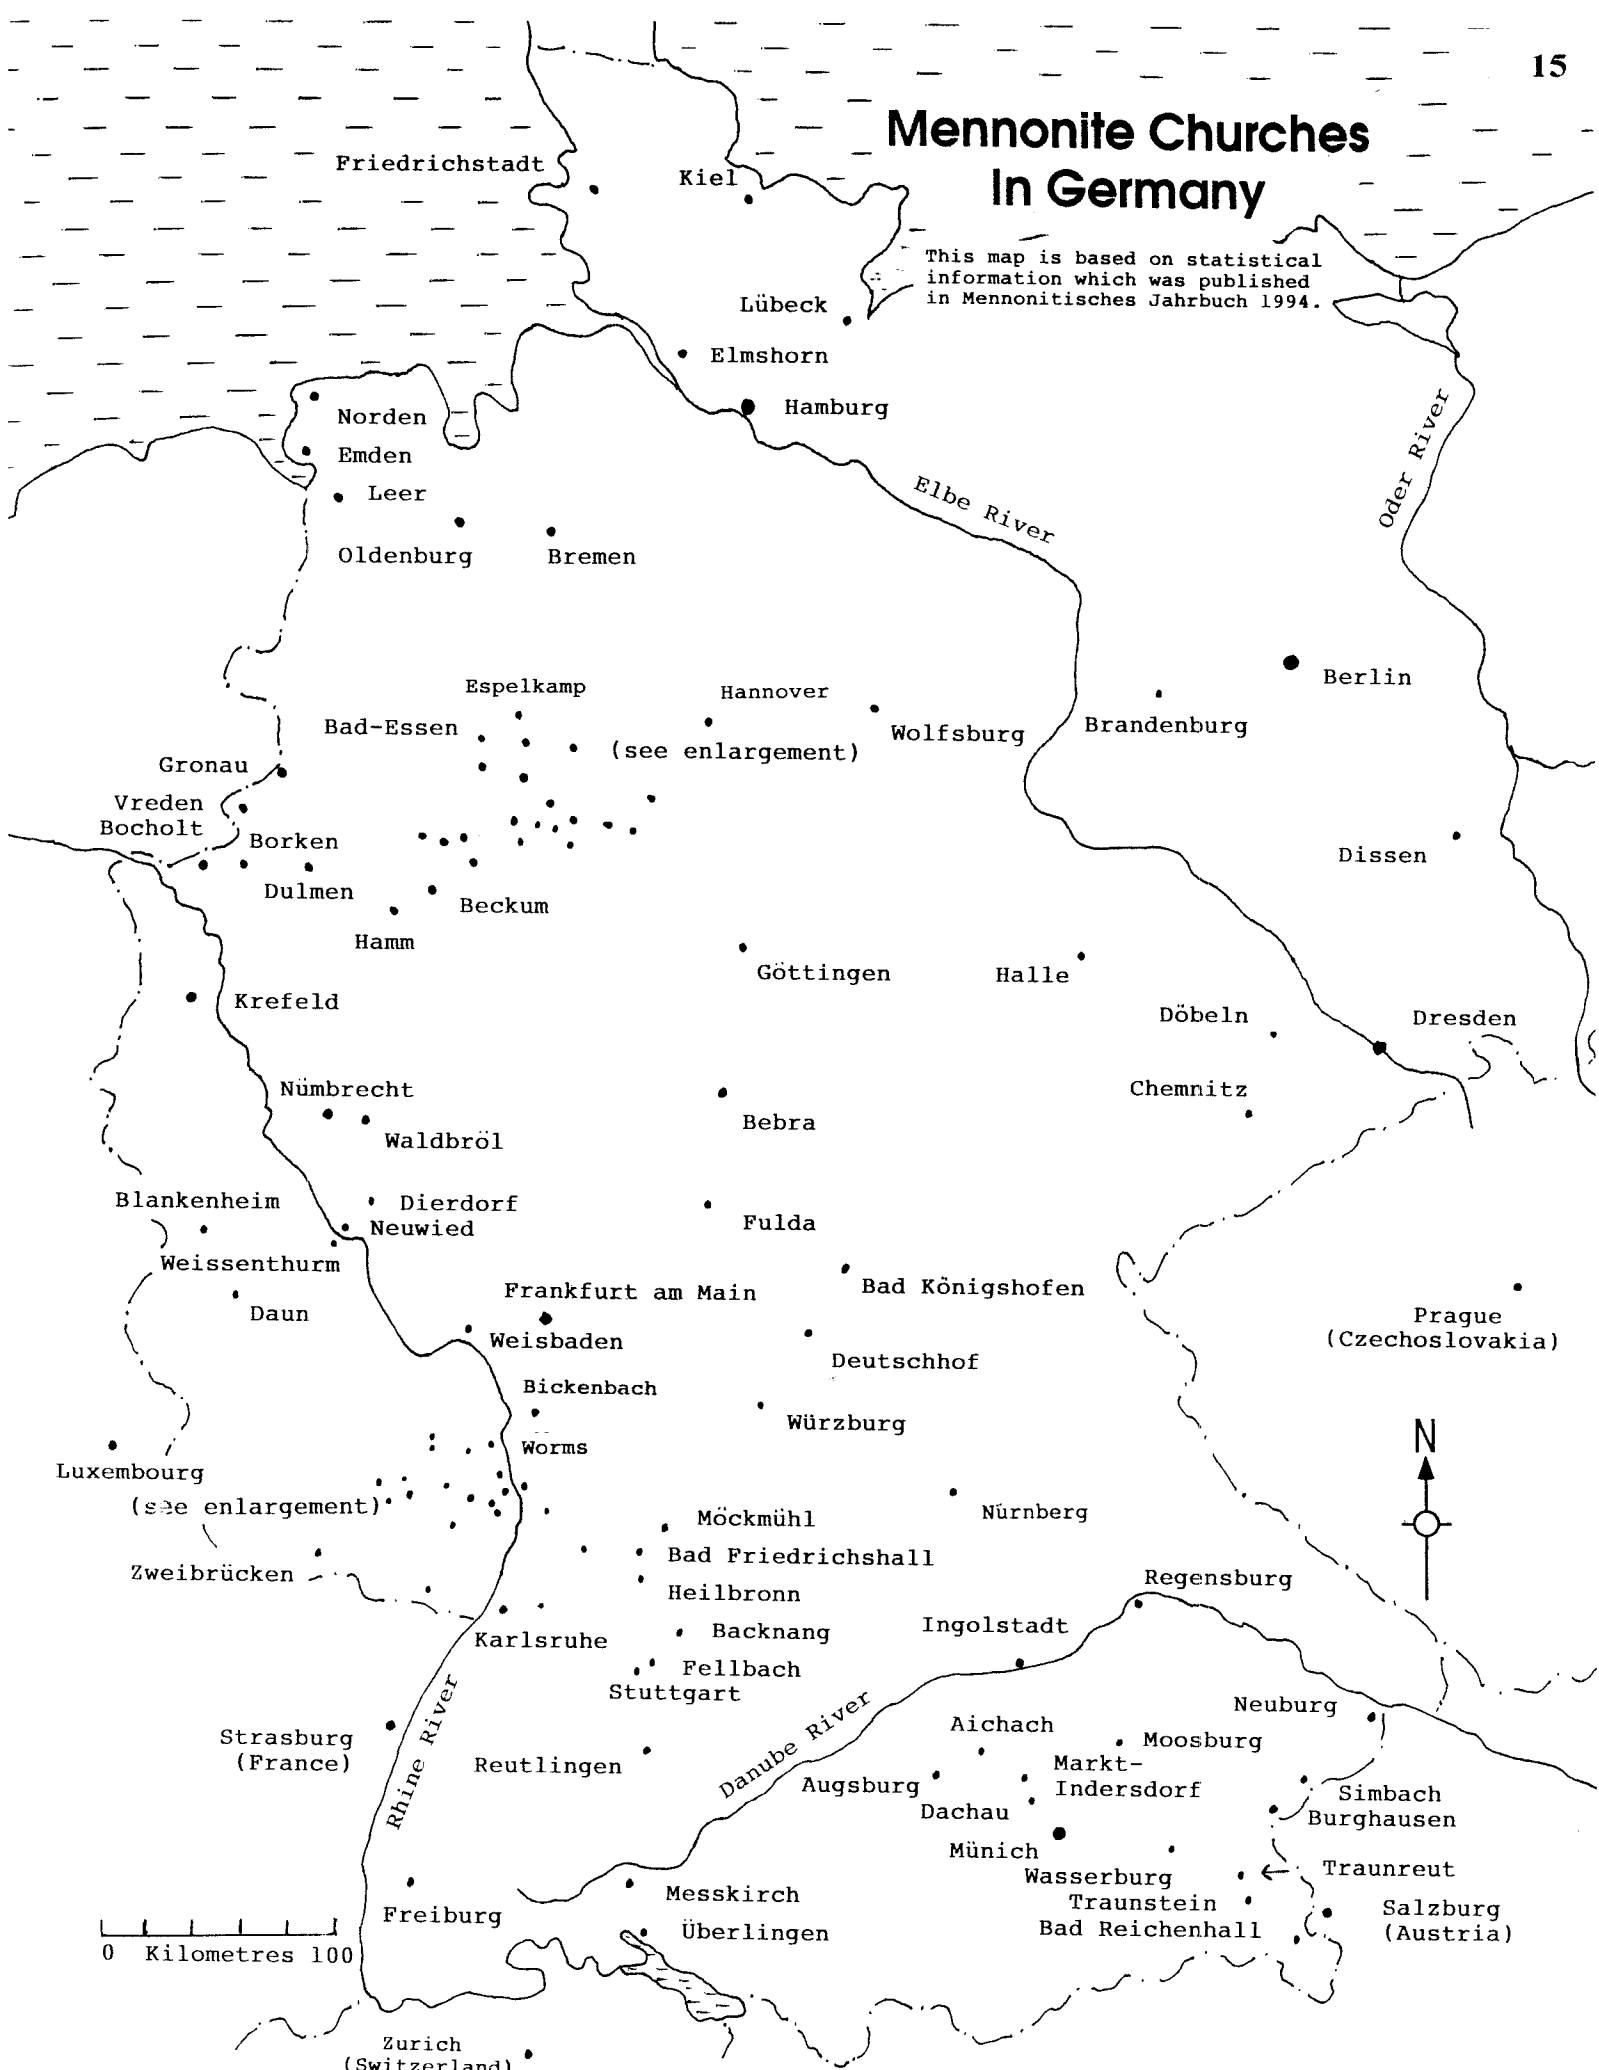 15
Mennonite Churches
In Germany
This map is based on statistical
information which was published
in Mennonitisches Jahrbuch 1994.
Friedrichstadt
Kiel
Lübeck
Elmshorn
Hamburg
Norden
Emden
Leer
Oldenburg
Bremen
Elbe River
Oder River
Espelkamp
Hannover
Bad-Essen
(see enlargement)
Wolfsburg
Brandenburg
Berlin
Gronau
Vreden
Bocholt
Borken
Dulmen
Beckum
Hamm
Dissen
Göttingen
Halle
Krefeld
Döbeln
Dresden
Nümbrecht
Chemnitz
Waldbröl
Bebra
Blankenheim
Dierdorf
Neuwied
Fulda
Weissenthurm
Frankfurt am Main
Bad Königshofen
Daun
Weisbaden
Prague
(Czechoslovakia)
Deutschhof
Bickenbach
Würzburg
Worms
N
Luxembourg
(see enlargement)
Möckmühl
Nürnberg
Bad Friedrichshall
Zweibrücken
Heilbronn
Regensburg
Backnang
Ingolstadt
Karlsruhe
Fellbach
Stuttgart
Rhine River
Danube River
Neuburg
Strasburg
(France)
Reutlingen
Aichach
Moosburg
Markt-
Indersdorf
Augsburg
Dachau
Simbach
Burghausen
Münich
Wasserburg
Traunreut
Traunstein
Bad Reichenhall
Salzburg
(Austria)
Messkirch
Freiburg
Überlingen
0 Kilometres 100
Zurich
(Switzerland)